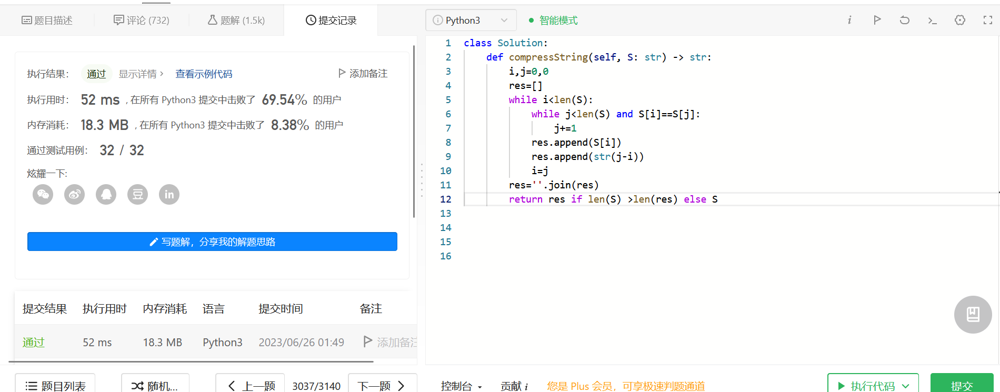 题目描述
评论 (732)
题解 (1.5k)
提交记录
执行结果：
通过
显示详情 >
查看示例代码
添加备注
执行用时：
52 ms
, 在所有 Python3 提交中击败了
69.54%
的用户
内存消耗：
18.3 MB
, 在所有 Python3 提交中击败了
8.38%
的用户
通过测试用例：
32 / 32
炫耀一下:
写题解，分享我的解题思路
提交结果
执行用时
内存消耗
语言
提交时间
备注
通过
52 ms
18.3 MB
Python3
2023/06/26 01:49
添加备注
题目列表
随机...
上一题
3037/3140
下一题
Python3
智能模式
1 class Solution:
2     def compressString(self, S: str) -> str:
3         i,j=0,0
4         res=[]
5         while i<len(S):
6             while j<len(S) and S[i]==S[j]:
7                 j+=1
8             res.append(S[i])
9             res.append(str(j-i))
10             i=j
11         res=''.join(res)
12         return res if len(S) >len(res) else S
13
14
15
16
控制台
贡献 i
您是 Plus 会员，可享极速判题通道
执行代码
提交